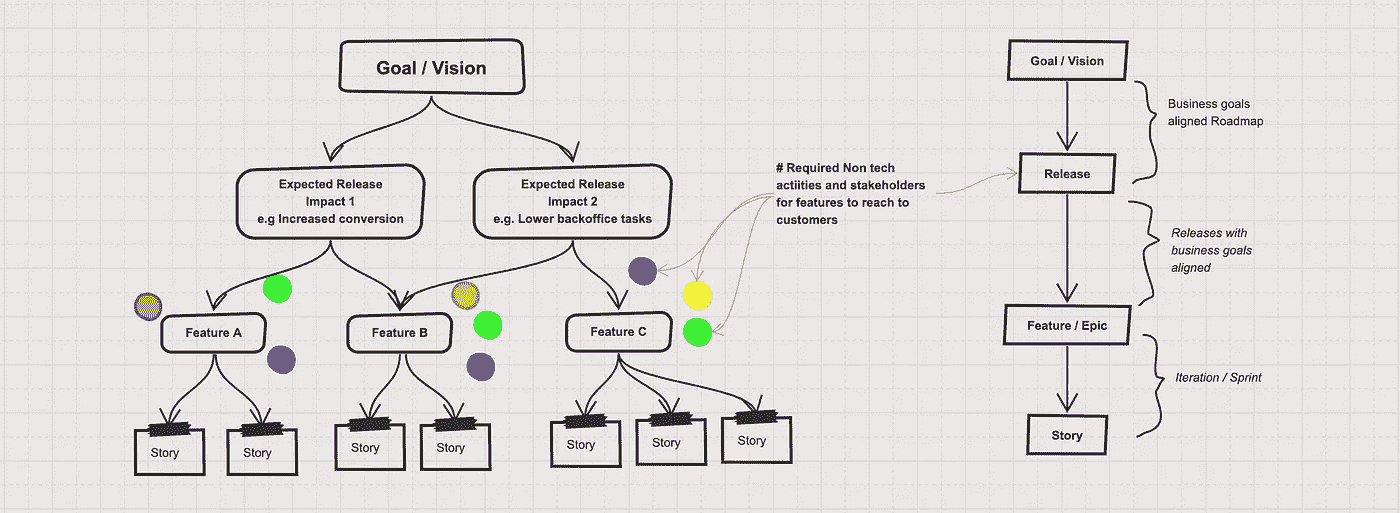 Goal / Vision
Expected Release
Impact 1
e.g Increased conversion
Expected Release
Impact 2
e.g. Lower backoffice tasks
Feature A
Feature B
Feature C
Story
Story
Story
Story
Story
Story
Story
# Required Non tech
actiities and stakeholders
for features to reach to
customers
Goal / Vision
Release
Feature / Epic
Story
Business goals
aligned Roadmap
Releases with
business goals
aligned
Iteration / Sprint